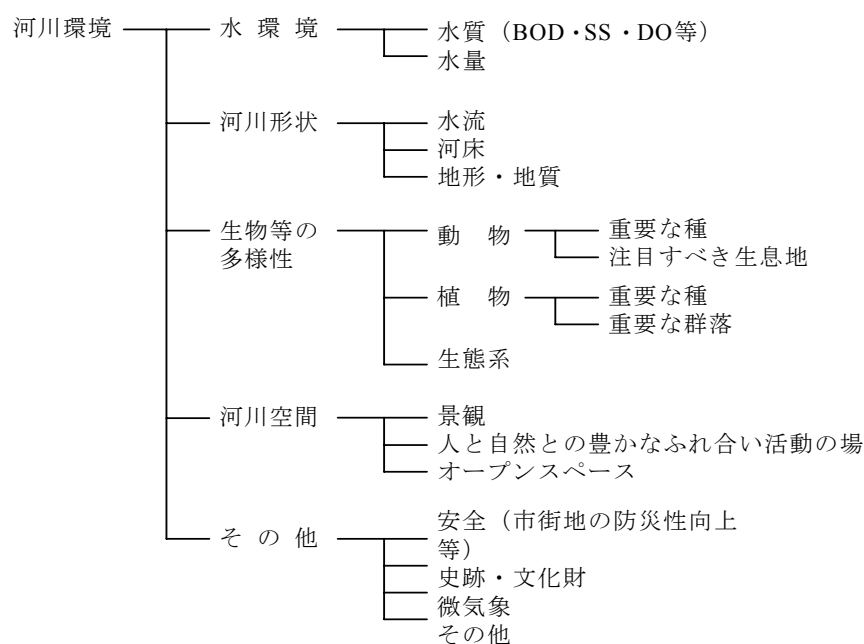 河川環境 水環境 水質（BOD・SS・DO等）
水量
河川形状 水流
河床
地形・地質
生物等の 動物 重要な種
多様性 注目すべき生息地
植物 重要な種
重要な群落
生態系
河川空間 景観
人と自然との豊かなふれ合い活動の場
オープンスペース
その他 安全（市街地の防災性向上
等）
史跡・文化財
微気象
その他